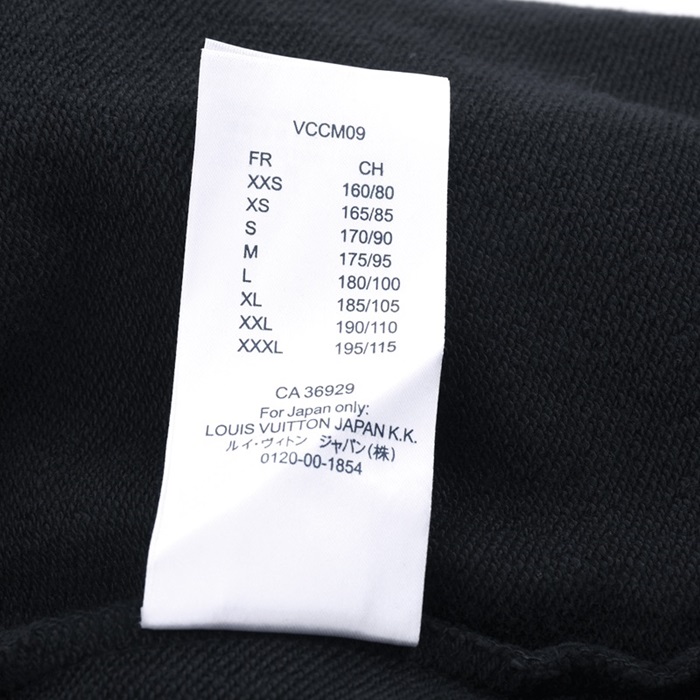 VCCM09
FR CH
XXS 160/80
XS 165/85
S 170/90
M 175/95
L 180/100
XL 185/105
XXL 190/110
XXXL 195/115
CA 36929
For Japan only:
LOUIS VUITTON JAPAN K.K.
ルイ・ヴィトン ジャパン(株)
0120-00-1854